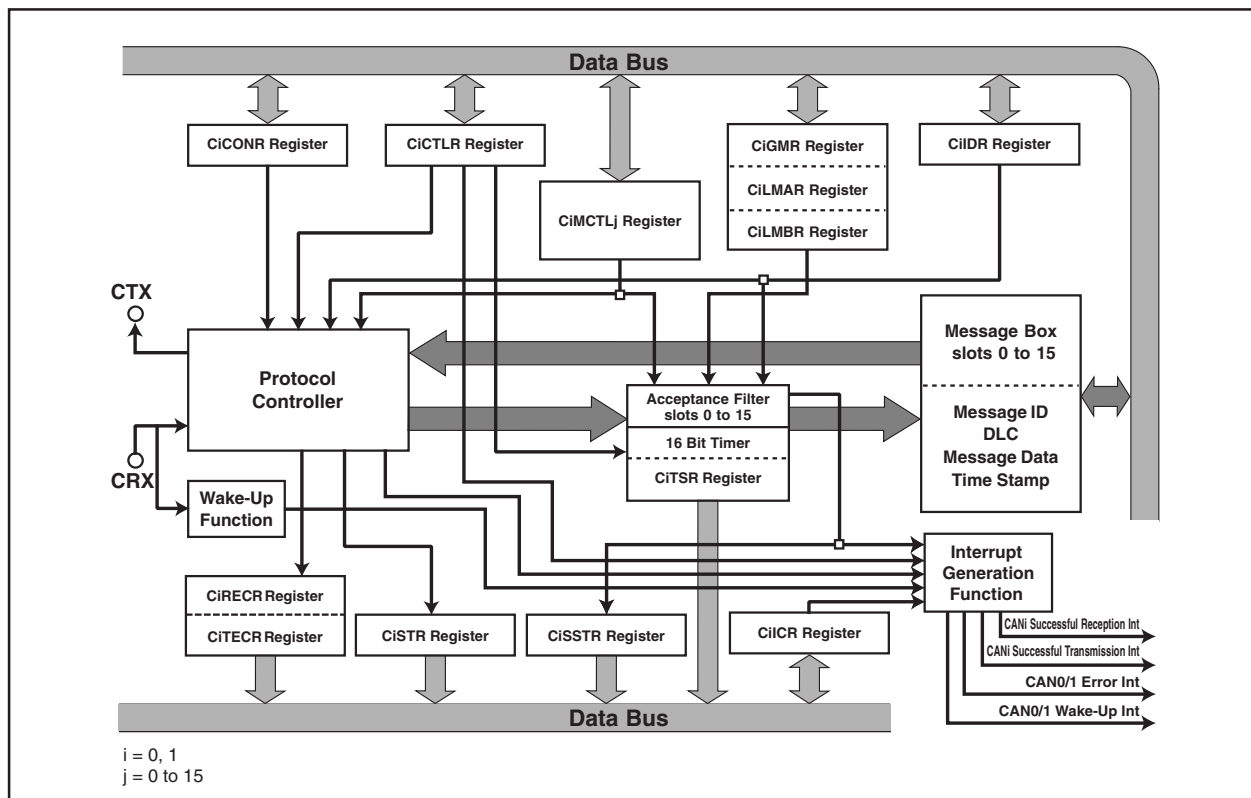 Data Bus
CiCONR Register
CiCTLR Register
CiMCTLj Register
CiGMR Register
CiLMAR Register
CiLMBR Register
CiIDR Register
CTX
CRX
Protocol
Controller
Wake-Up
Function
Acceptance Filter
slots 0 to 15
16 Bit Timer
CiTSR Register
Message Box
slots 0 to 15
Message ID
DLC
Message Data
Time Stamp
Interrupt
Generation
Function
CiRECR Register
CiTECR Register
CiSTR Register
CiSSTR Register
CiICR Register
CANi Successful Reception Int
CANi Successful Transmission Int
CAN0/1 Error Int
CAN0/1 Wake-Up Int
Data Bus
i = 0, 1
j = 0 to 15